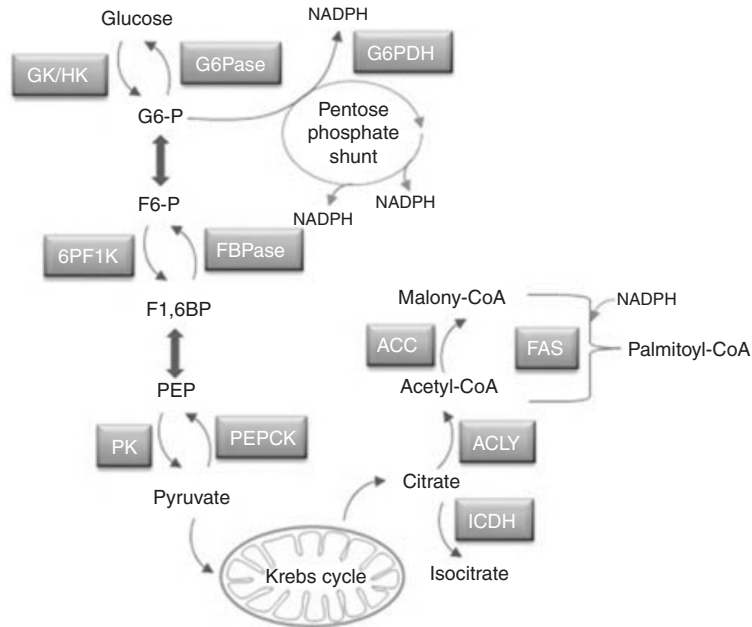 Glucose
NADPH
GK/HK
G6Pase
G6PDH
G6-P
Pentose
phosphate
shunt
F6-P
NADPH
NADPH
6PF1K
FBPase
F1,6BP
Malony-CoA
NADPH
ACC
FAS
Palmitoyl-CoA
PEP
Acetyl-CoA
PK
PEPCK
ACLY
Pyruvate
Citrate
ICDH
Krebs cycle
Isocitrate